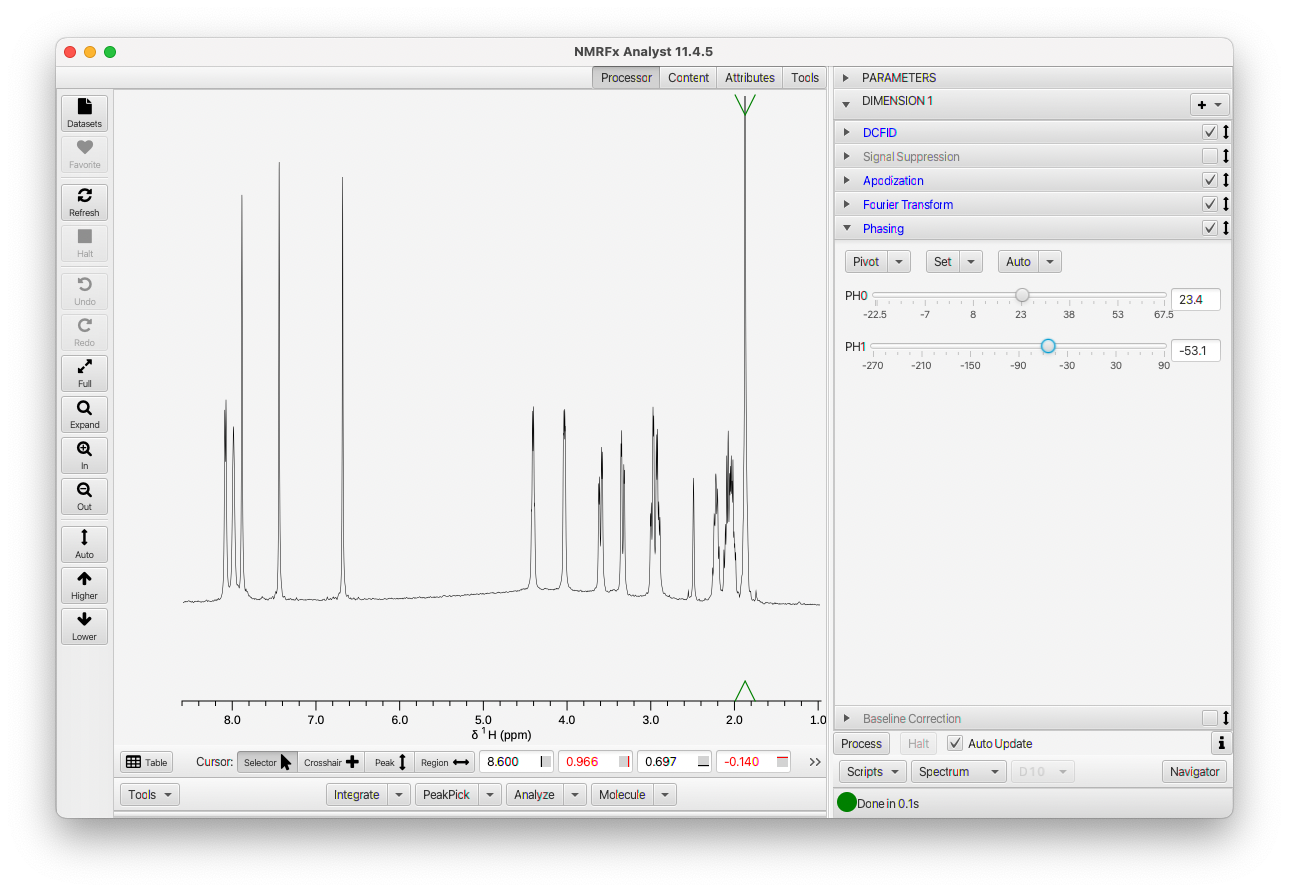 NMRFx Analyst 11.4.5
Processor Content Attributes Tools
Datasets
Favorite
Refresh
Halt
Undo
Redo
Full
Expand
In
Out
Auto
Higher
Lower
8.0 7.0 6.0 5.0 4.0 3.0 2.0 1.0
δ ¹H (ppm)
Table Cursor: Selector Crosshair Peak Region 8.600 0.966 0.697 -0.140 >>
Tools Integrate PeakPick Analyze Molecule
PARAMETERS
DIMENSION 1
DCFID
Signal Suppression
Apodization
Fourier Transform
Phasing
Pivot Set Auto
PH0 23.4
-22.5 -7 8 23 38 53 67.5
PH1 -53.1
-270 -210 -150 -90 -30 30 90
Baseline Correction
Process Halt Auto Update
Scripts Spectrum D10 Navigator
Done in 0.1s